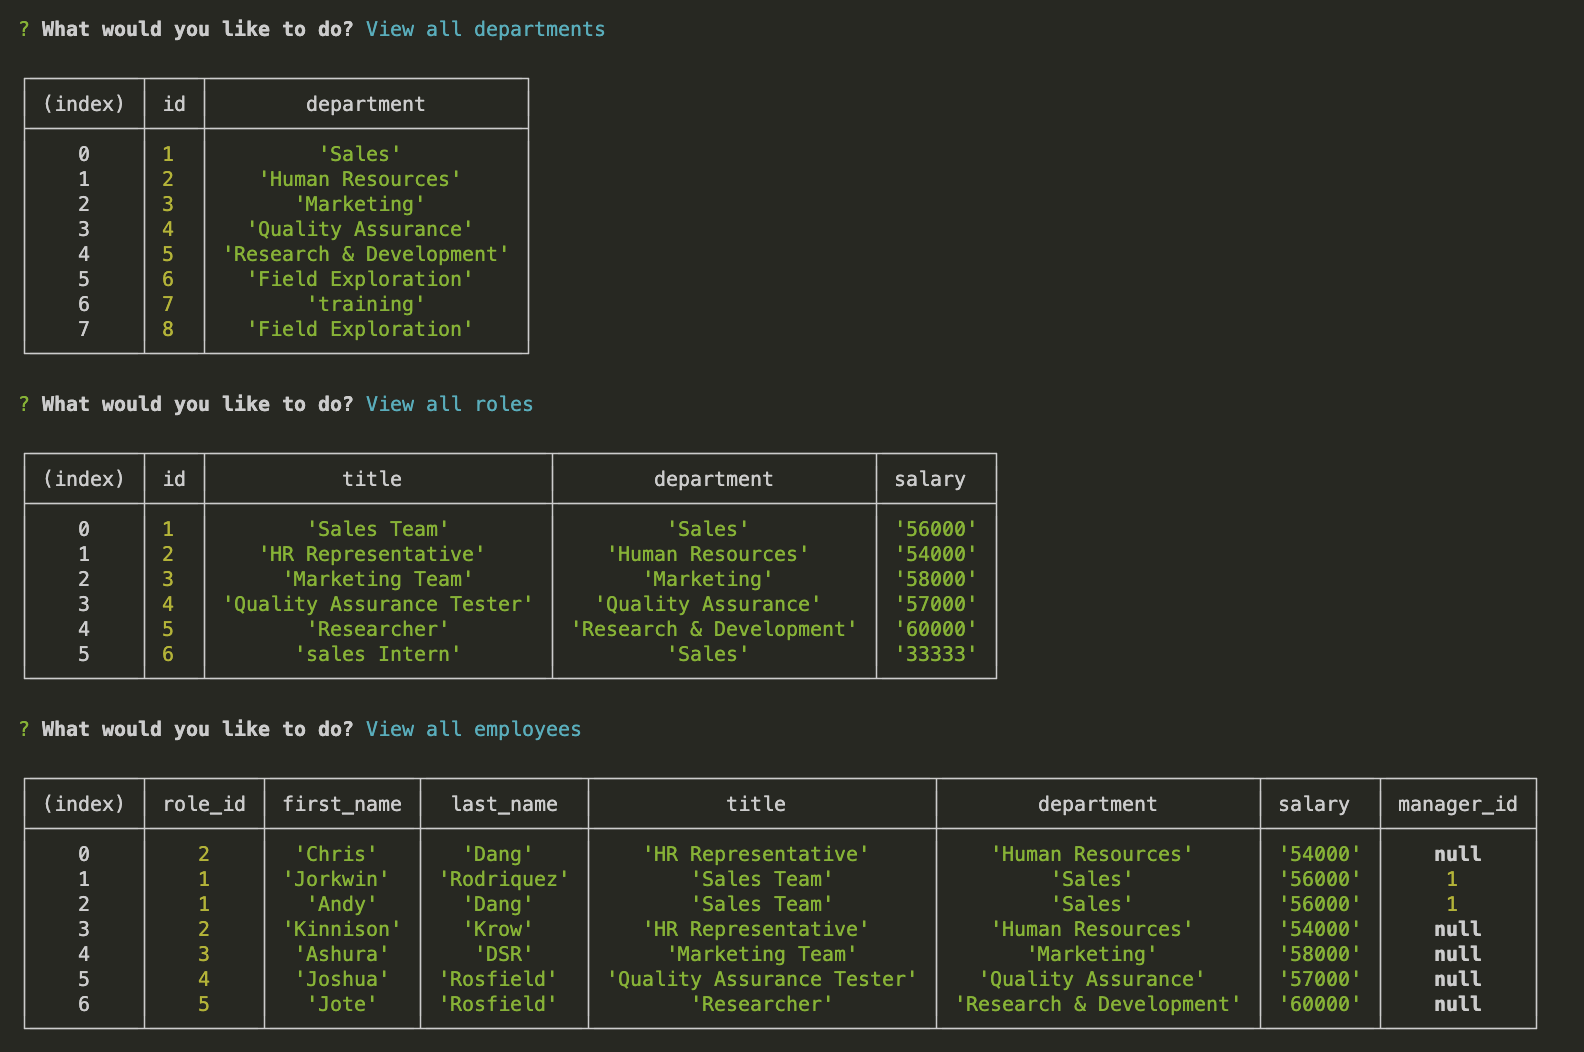 ? What would you like to do? View all departments
(index) id department
0 1 'Sales'
1 2 'Human Resources'
2 3 'Marketing'
3 4 'Quality Assurance'
4 5 'Research & Development'
5 6 'Field Exploration'
6 7 'training'
7 8 'Field Exploration'
? What would you like to do? View all roles
(index) id title department salary
0 1 'Sales Team' 'Sales' '56000'
1 2 'HR Representative' 'Human Resources' '54000'
2 3 'Marketing Team' 'Marketing' '58000'
3 4 'Quality Assurance Tester' 'Quality Assurance' '57000'
4 5 'Researcher' 'Research & Development' '60000'
5 6 'sales Intern' 'Sales' '33333'
? What would you like to do? View all employees
(index) role_id first_name last_name title department salary manager_id
0 2 'Chris' 'Dang' 'HR Representative' 'Human Resources' '54000' null
1 1 'Jorkwin' 'Rodriquez' 'Sales Team' 'Sales' '56000' 1
2 1 'Andy' 'Dang' 'Sales Team' 'Sales' '56000' 1
3 2 'Kinnison' 'Krow' 'HR Representative' 'Human Resources' '54000' null
4 3 'Ashura' 'DSR' 'Marketing Team' 'Marketing' '58000' null
5 4 'Joshua' 'Rosfield' 'Quality Assurance Tester' 'Quality Assurance' '57000' null
6 5 'Jote' 'Rosfield' 'Researcher' 'Research & Development' '60000' null